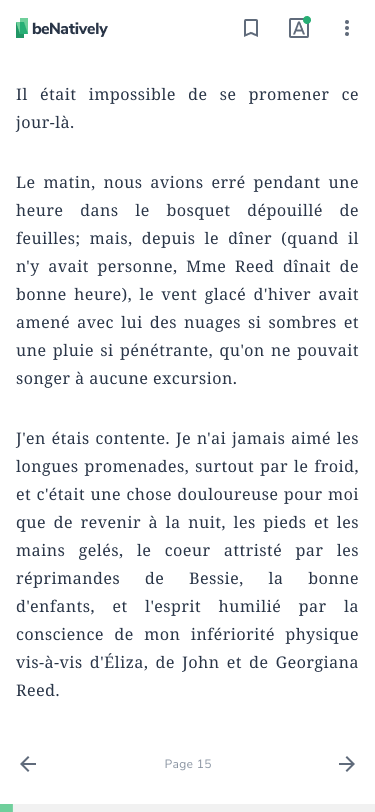 beNatively
Il était impossible de se promener ce
jour-là.
Le matin, nous avions erré pendant une
heure dans le bosquet dépouillé de
feuilles; mais, depuis le dîner (quand il
n'y avait personne, Mme Reed dînait de
bonne heure), le vent glacé d'hiver avait
amené avec lui des nuages si sombres et
une pluie si pénétrante, qu'on ne pouvait
songer à aucune excursion.
J'en étais contente. Je n'ai jamais aimé les
longues promenades, surtout par le froid,
et c'était une chose douloureuse pour moi
que de revenir à la nuit, les pieds et les
mains gelés, le coeur attristé par les
réprimandes de Bessie, la bonne
d'enfants, et l'esprit humilié par la
conscience de mon infériorité physique
vis-à-vis d'Éliza, de John et de Georgiana
Reed.
Page 15